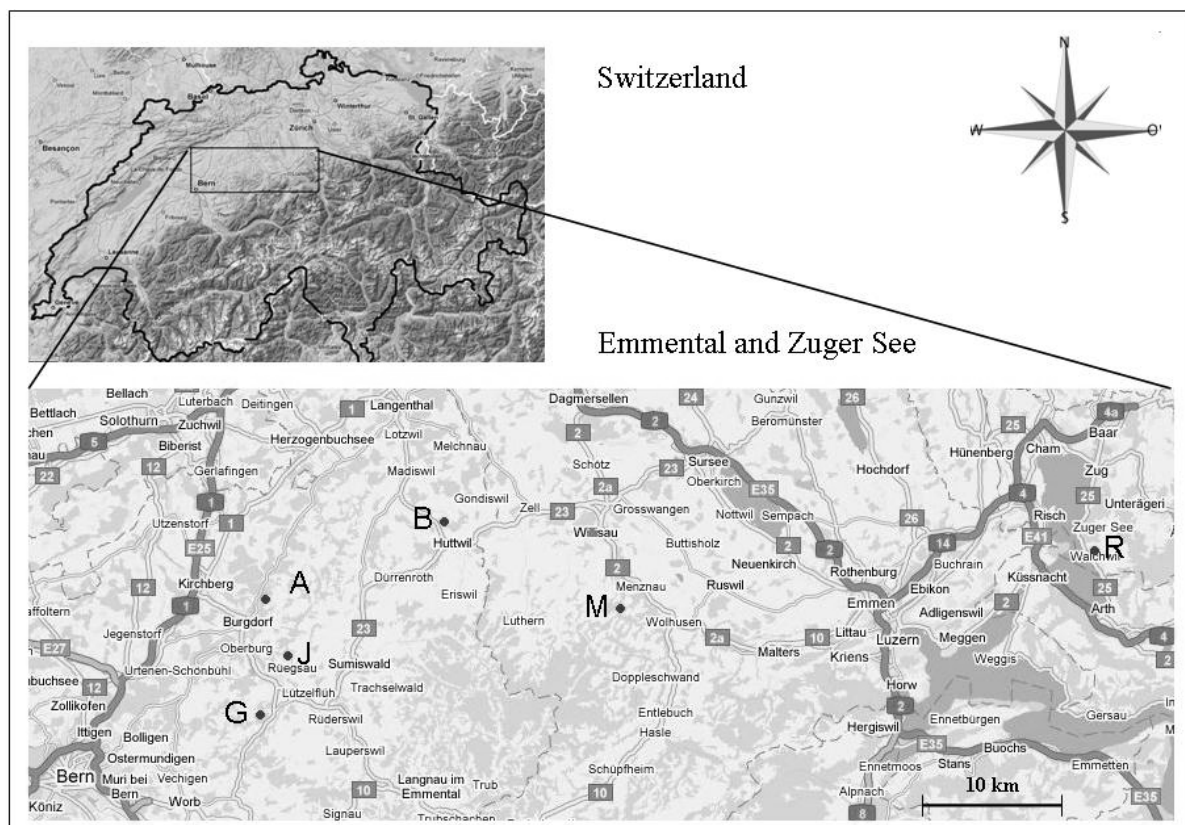 Switzerland
N
W
O
S
Mulhouse
Basel
Winterthur
Zürich
St. Gallen
Besançon
Bern
Fribourg
Lausanne
Genève
Emmental and Zuger See
Bellach
Luterbach
Deitingen
1
Langenthal
Dagmersellen
24
Gunzwil
26
4a
Bettlach
Solothurn
Zuchwil
Herzogenbuchsee
Lotzwil
Melchnau
2
2
Beromünster
25
Baar
5
Biberist
Hünenberg
Cham
22
12
Gerlafingen
Madiswil
Schötz
23
Sursee
Oberkirch
Hochdorf
Zug
1
Gondiswil
2a
E35
4
25
Unterägeri
Utzenstorf
1
B
Zell
23
Grosswangen
Nottwil
Sempach
26
Risch
Zuger See
E25
Huttwil
Willisau
Buttisholz
2
14
E41
Walchwil
R
12
Kirchberg
A
Dürrenroth
2
Neuenkirch
2
Rothenburg
Buchrain
Küssnacht
1
Eriswil
Menznau
Ruswil
Ebikon
25
Burgdorf
Luthern
M
Emmen
Adligenswil
2
Arth
Jegenstorf
23
Wolhusen
2a
10
Littau
Luzern
Meggen
4
E27
Oberburg
J
Malters
Kriens
Weggis
2
Urtenen-Schönbühl
Rüegsau
Sumiswald
Doppleschwand
12
Lützelflüh
Trachselwald
Horw
Zollikofen
G
Rüderswil
Entlebuch
2
Ennetbürgen
Gersau
Ittigen
Bolligen
Hasle
Hergiswil
Ostermundigen
Lauperswil
E35
Buochs
Bern
Muri bei
Bern
Vechigen
Schüpfheim
Ennetmoos
Stans
Emmetten
Köniz
Worb
10
Langnau im
Emmental
Trub
10
Alpnach
10 km
E35
Signau
Trubschachen
8